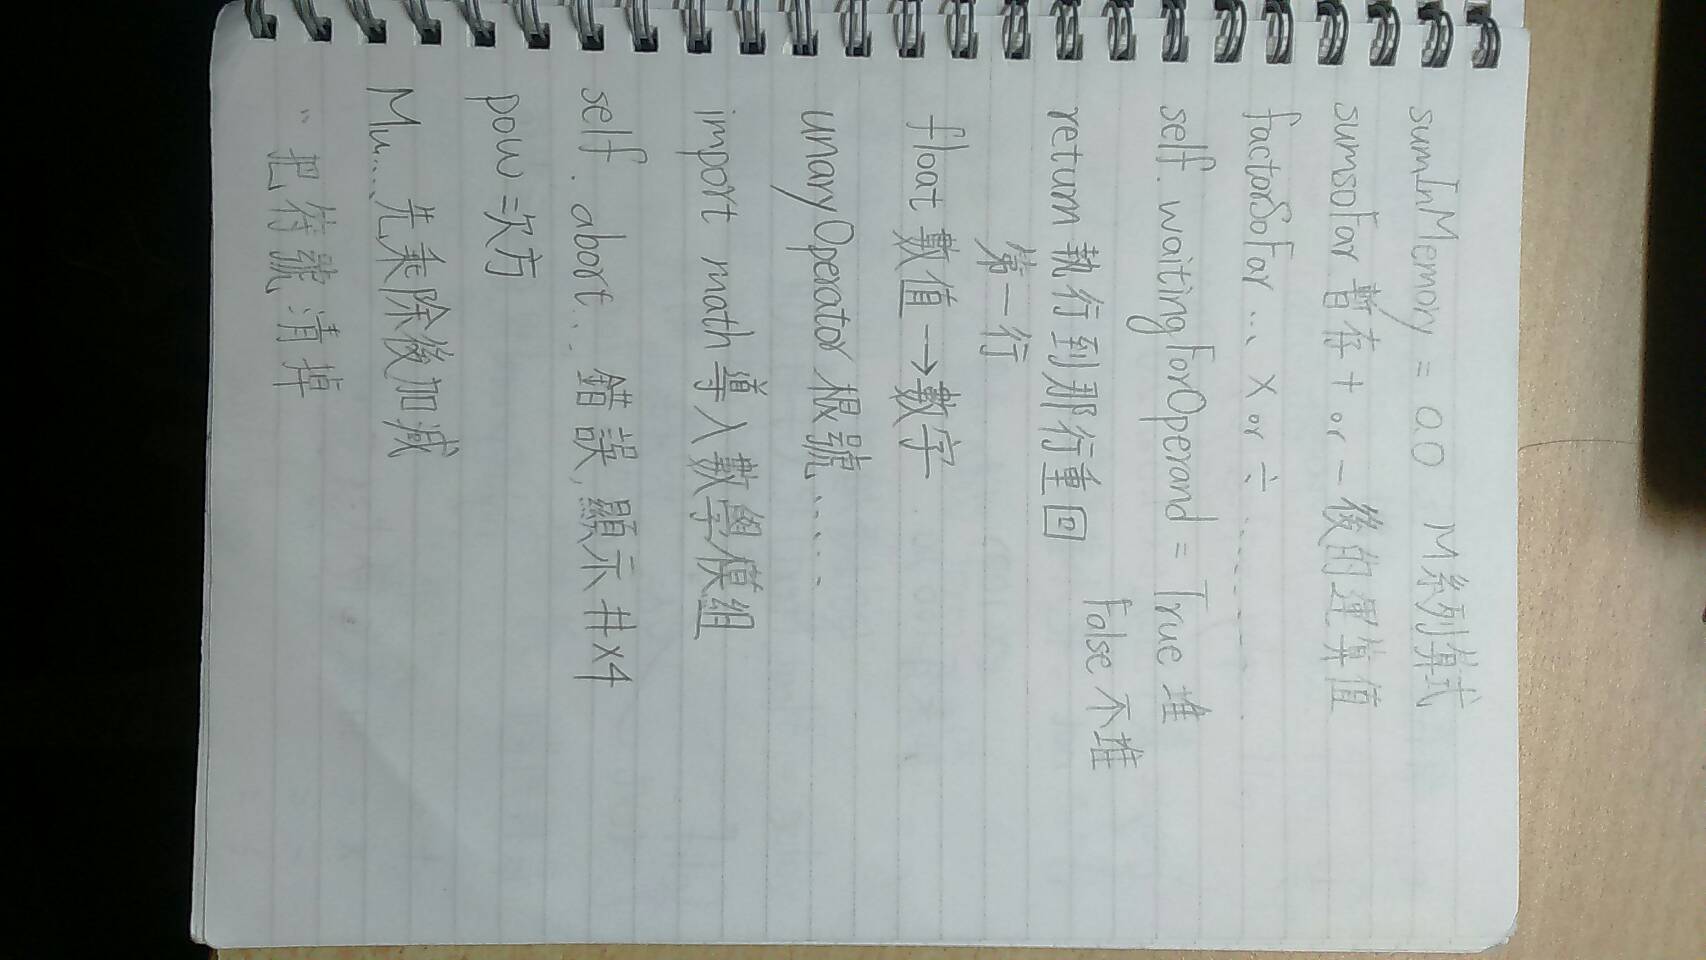 sumInMemory = 0.0 M系列算式
sumsoFar 暫存 + or - 後的運算值
factorSoFar ... × or ÷ ......
self. waitingForOperand = True 堆
False 不堆
return 執行到那行重回
第一行
float 數值→數字
unaryOperator 根號......
import math 導入數字學模組
self. abort... 錯誤,顯示 #×4
pow 二次方
Mu.... 先乘除後加減
" 把符號清掉